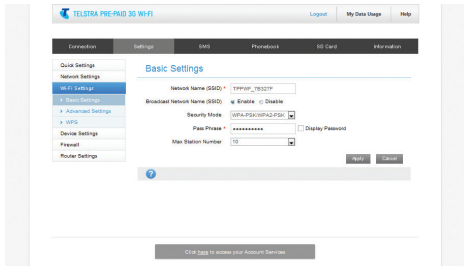 TELSTRA PRE-PAID 3G WI-FI
Logout My Data Usage Help
Connection Settings SMS Phonebook SD Card Information
Quick Settings
Network Settings
Wi-Fi Settings
Basic Settings
Advanced Settings
WPS
Device Settings
Firewall
Router Settings
Basic Settings
Network Name (SSID) * TPPWF_TB327F
Broadcast Network Name (SSID) Enable Disable
Security Mode WPA-PSK/WPA2-PSK
Pass Phrase * ********** Display Password
Max Station Number 10
Apply Cancel
?
Click here to access your Account Services